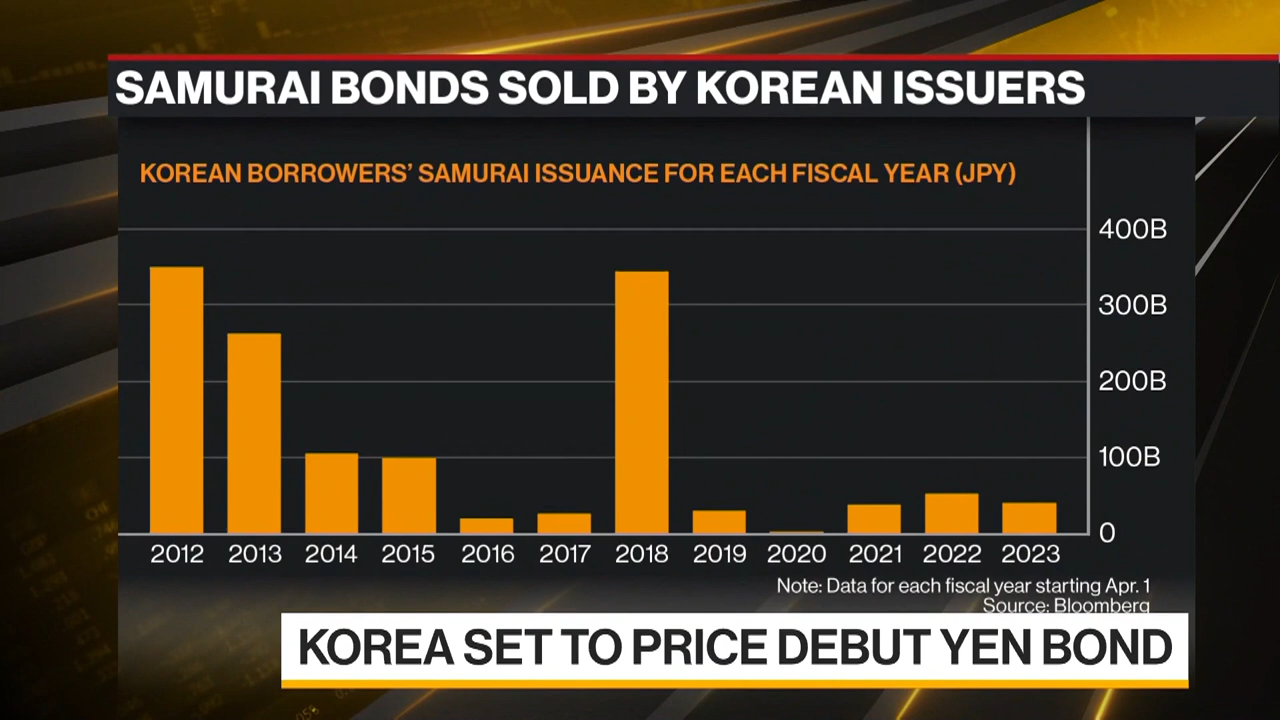 SAMURAI BONDS SOLD BY KOREAN ISSUERS
KOREAN BORROWERS' SAMURAI ISSUANCE FOR EACH FISCAL YEAR (JPY)
400B
300B
200B
100B
0
2012 2013 2014 2015 2016 2017 2018 2019 2020 2021 2022 2023
Note: Data for each fiscal year starting Apr. 1
Source: Bloomberg
KOREA SET TO PRICE DEBUT YEN BOND